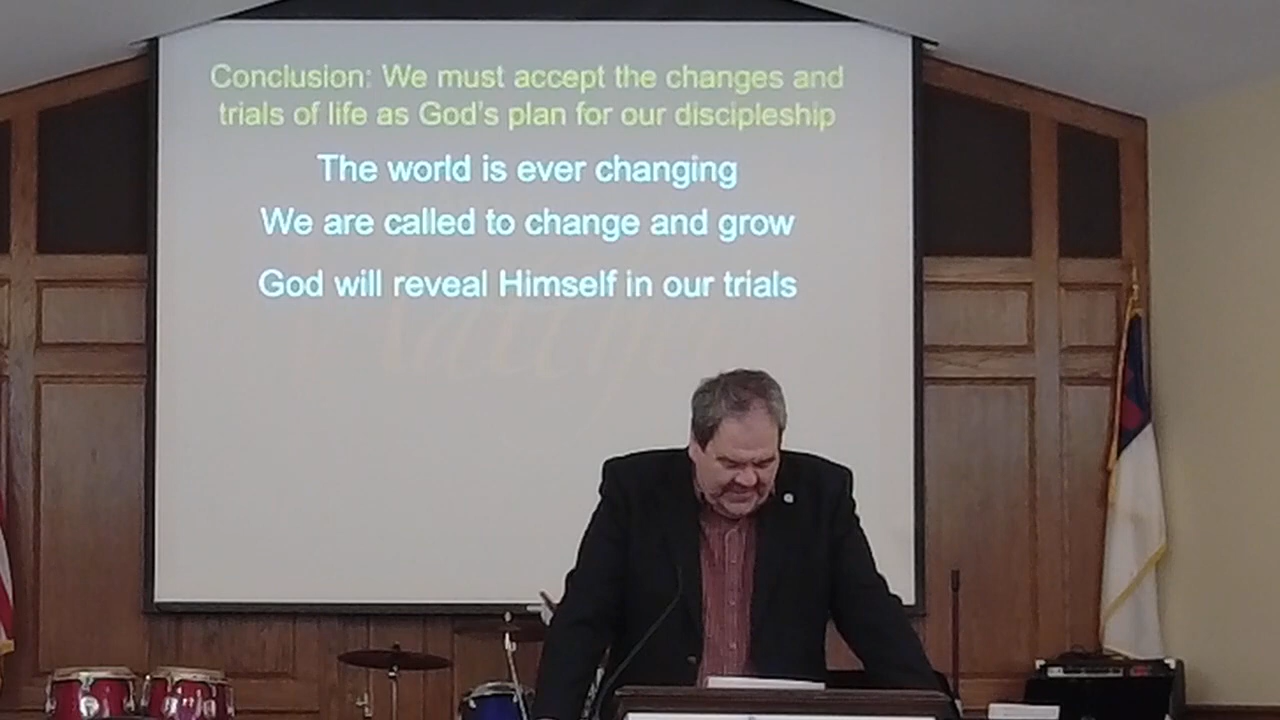 Conclusion: We must accept the changes and
trials of life as God's plan for our discipleship
The world is ever changing
We are called to change and grow
God will reveal Himself in our trials